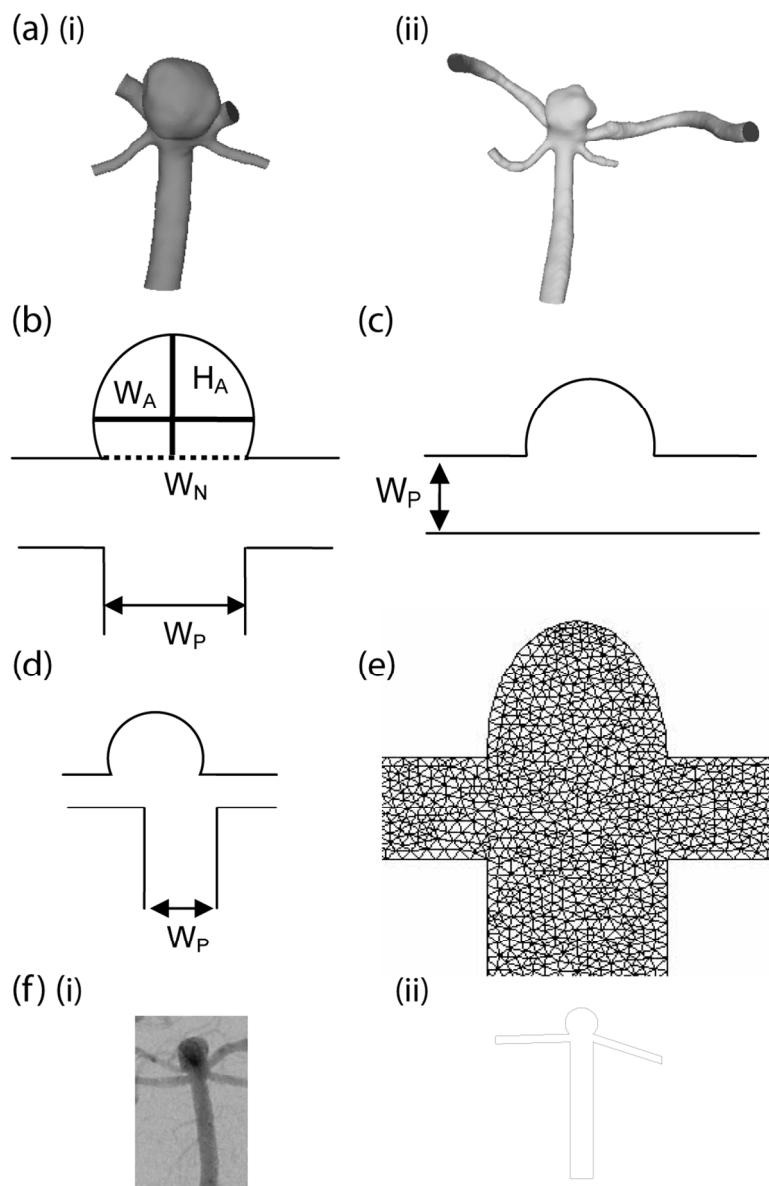 (a) (i)
(ii)
(b)
(c)
W_A
H_A
W_N
W_P
W_P
(d)
(e)
W_P
(f) (i)
(ii)